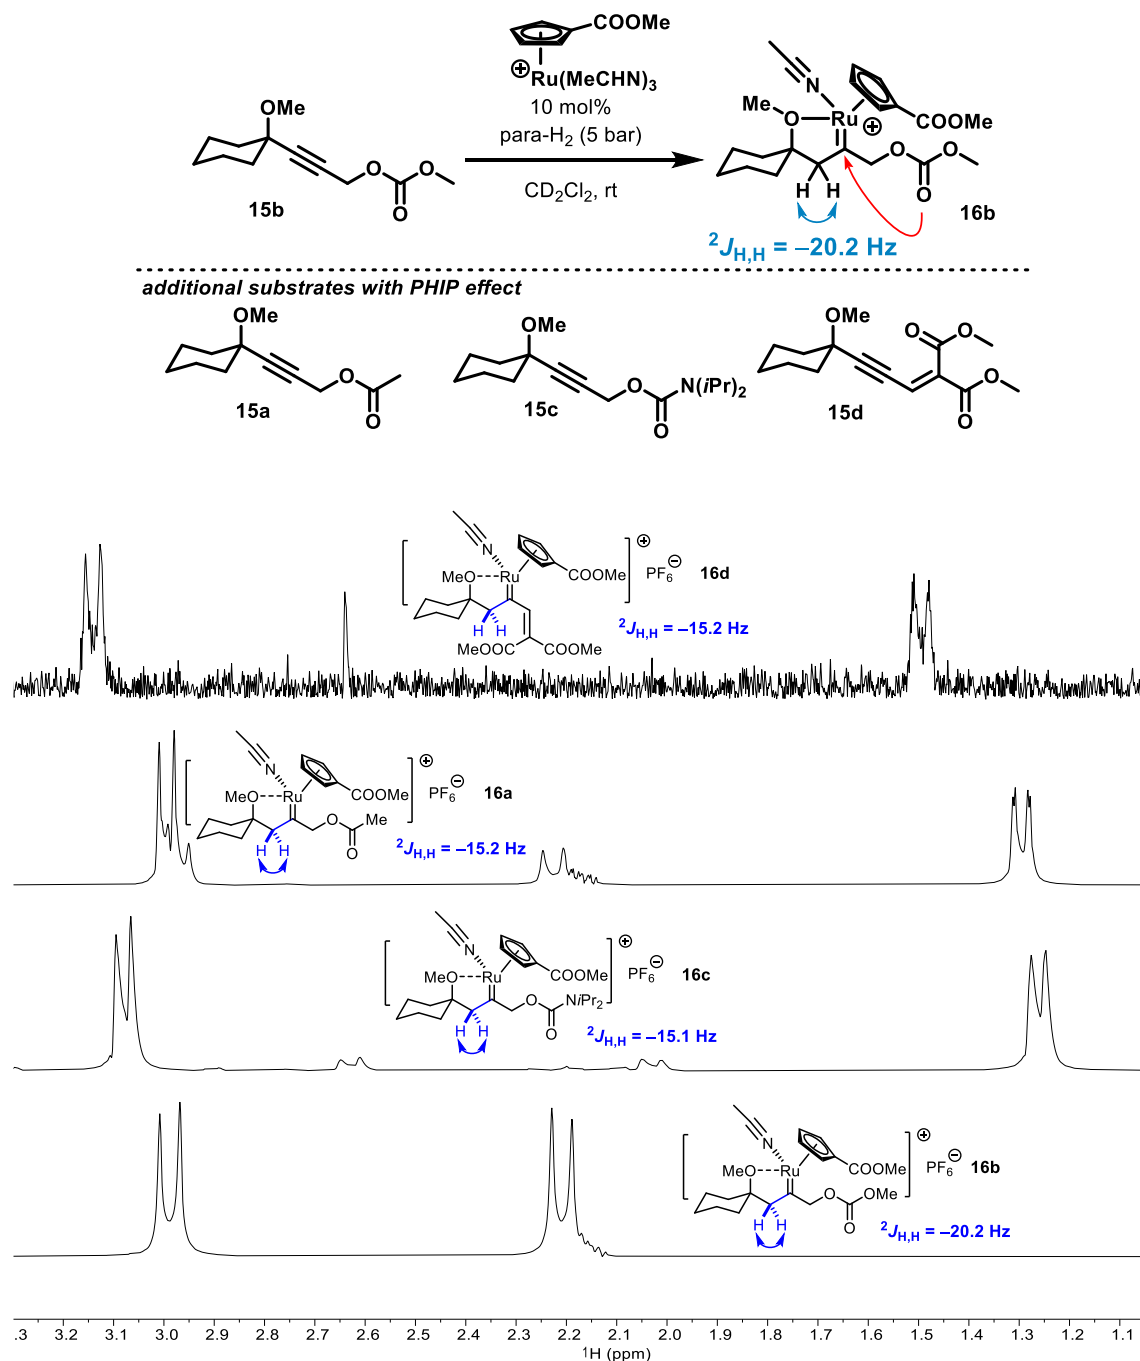 COOMe
⊕
Ru(MeCHN)3
10 mol%
para-H2 (5 bar)
CD2Cl2, rt
OMe
O
O
O
15b
N
MeO
Ru
⊕
COOMe
O
O
O
H H
16b
2JH,H = –20.2 Hz
additional substrates with PHIP effect
OMe
O
O
15a
OMe
O
N(iPr)2
O
15c
OMe
O
O
O
O
15d
N
MeO
Ru
COOMe
⊕
PF6
⊖
16d
H H
MeOOC
COOMe
2JH,H = –15.2 Hz
N
MeO
Ru
COOMe
⊕
PF6
⊖
16a
O
Me
O
H H
2JH,H = –15.2 Hz
N
MeO
Ru
COOMe
⊕
PF6
⊖
16c
O
NiPr2
O
H H
2JH,H = –15.1 Hz
N
MeO
Ru
COOMe
⊕
PF6
⊖
16b
O
OMe
O
H H
2JH,H = –20.2 Hz
.3 3.2 3.1 3.0 2.9 2.8 2.7 2.6 2.5 2.4 2.3 2.2 2.1 2.0 1.9 1.8 1.7 1.6 1.5 1.4 1.3 1.2 1.1
1H (ppm)